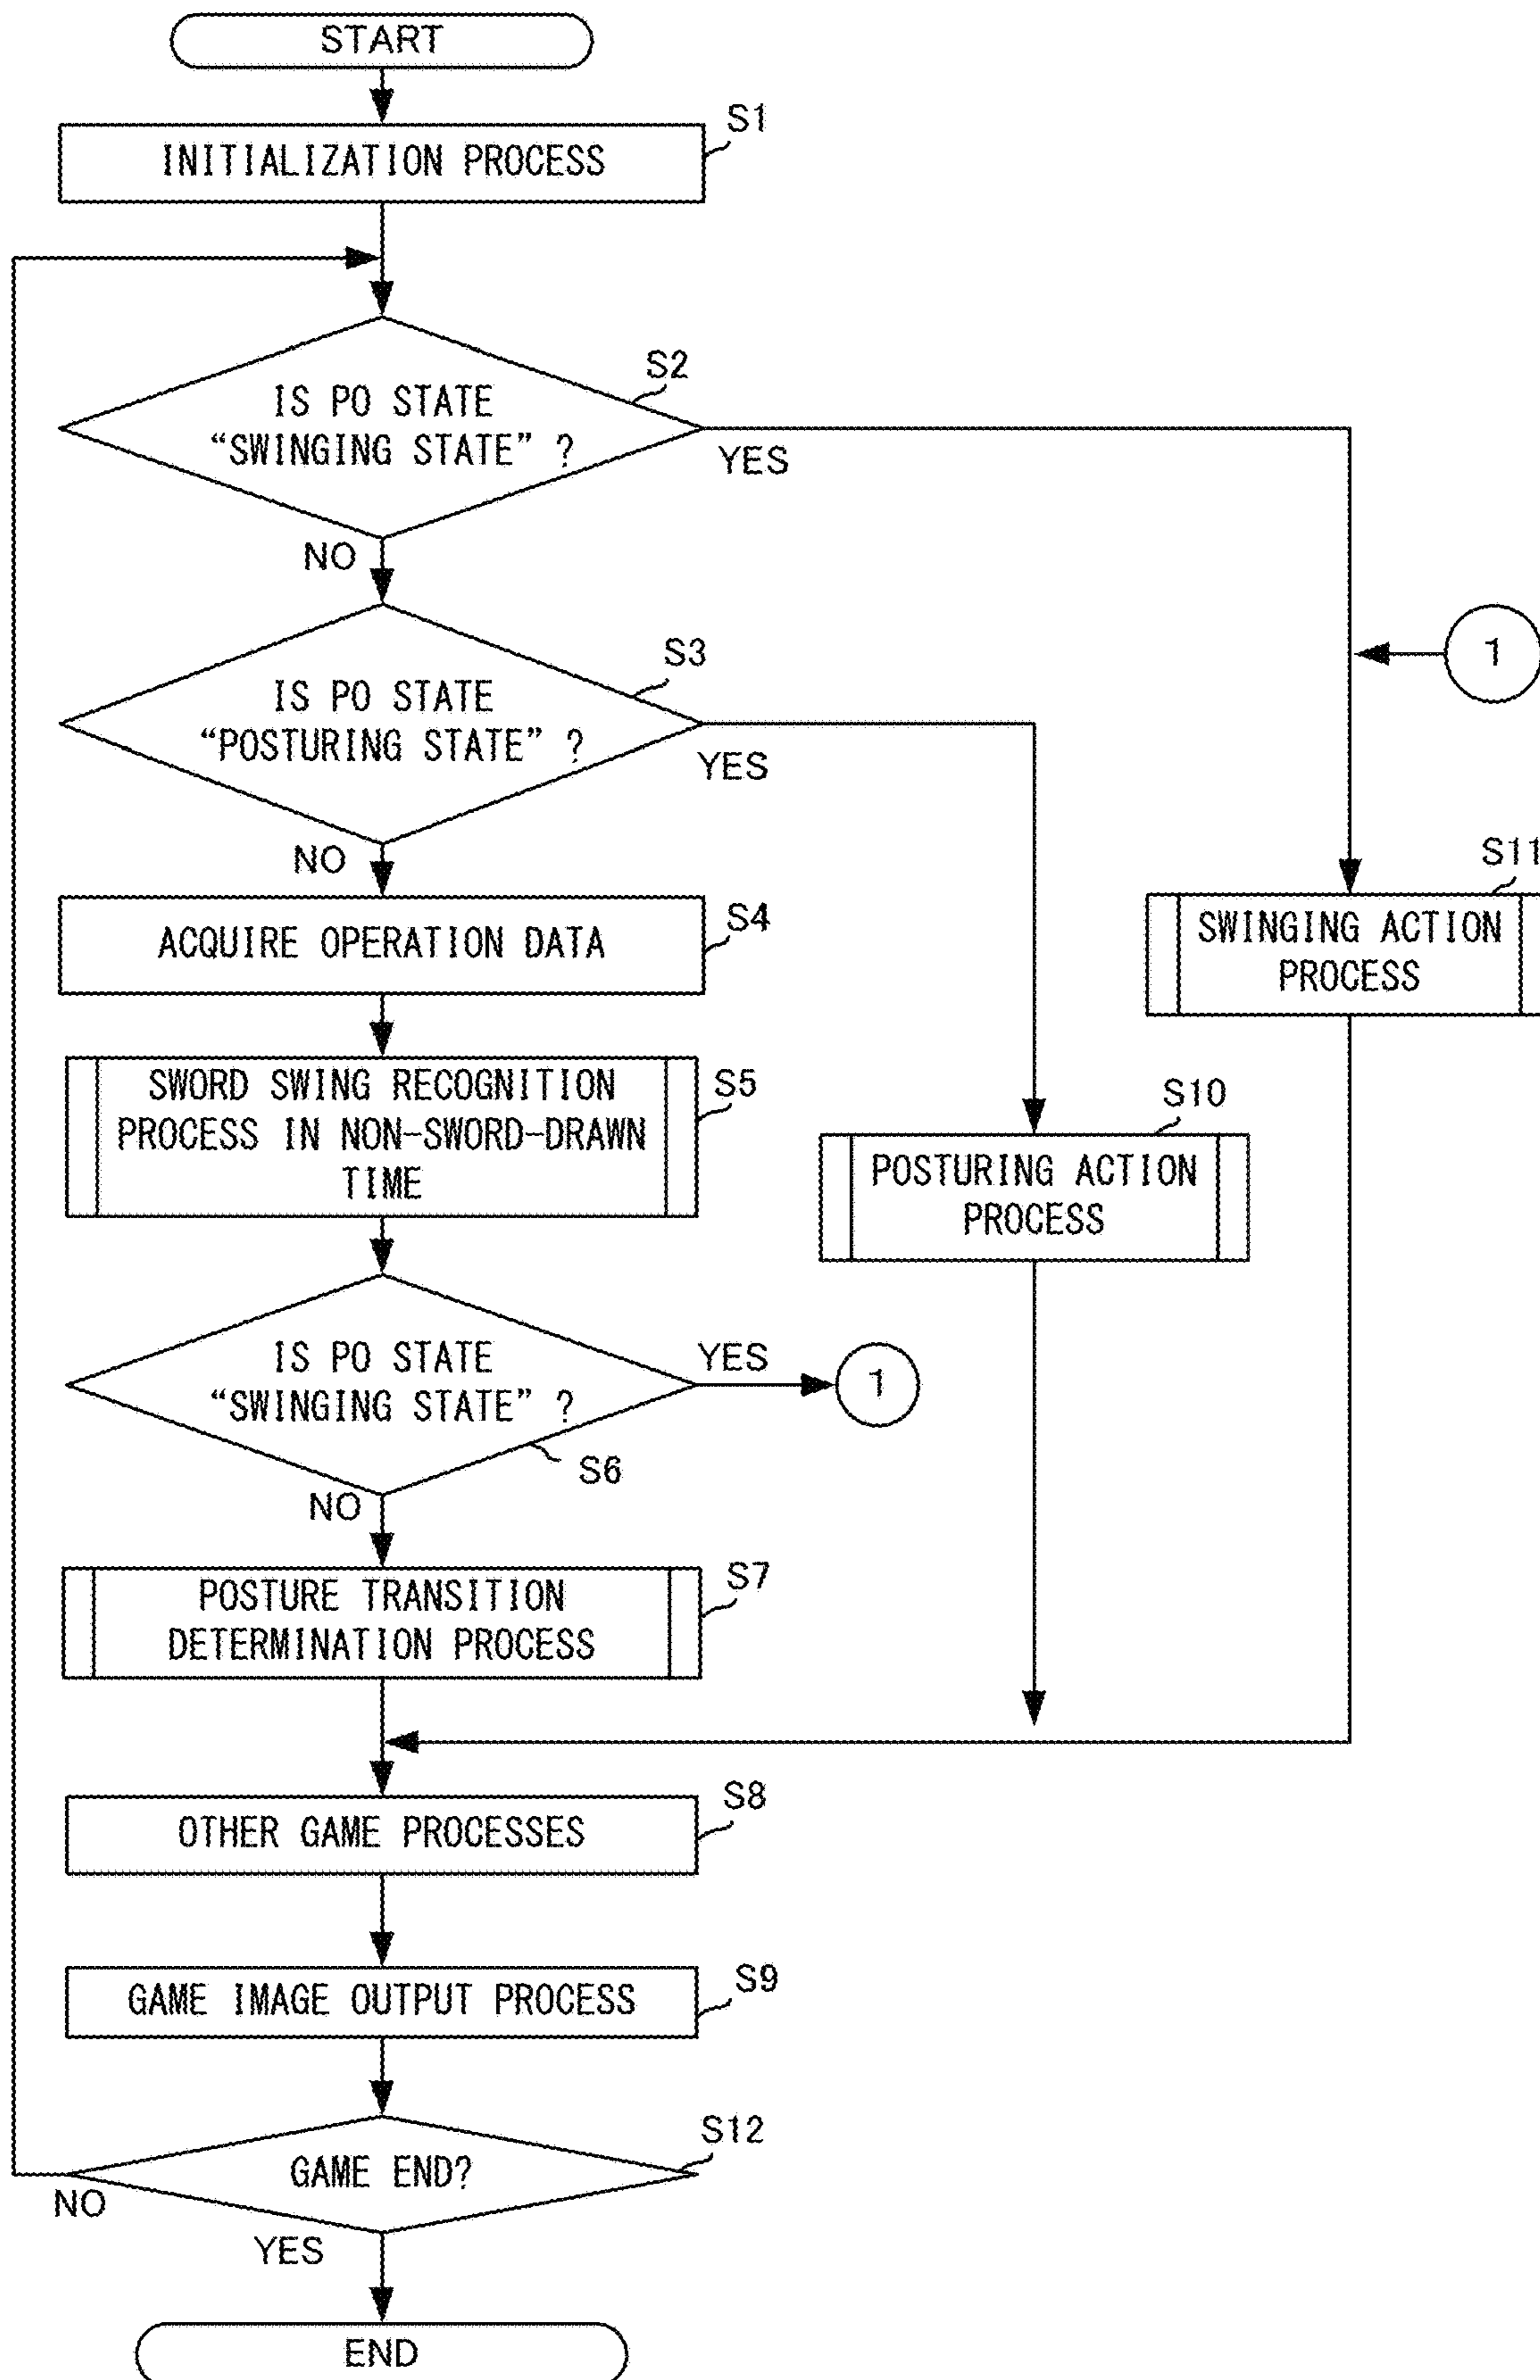 START
S1
INITIALIZATION PROCESS
S2
IS PO STATE
“SWINGING STATE” ?
YES
NO
1
S3
IS PO STATE
“POSTURING STATE” ?
YES
NO
S11
SWINGING ACTION
PROCESS
S4
ACQUIRE OPERATION DATA
S5
SWORD SWING RECOGNITION
PROCESS IN NON-SWORD-DRAWN
TIME
S10
POSTURING ACTION
PROCESS
IS PO STATE
“SWINGING STATE” ?
YES
1
S6
NO
S7
POSTURE TRANSITION
DETERMINATION PROCESS
S8
OTHER GAME PROCESSES
S9
GAME IMAGE OUTPUT PROCESS
S12
GAME END?
NO
YES
END